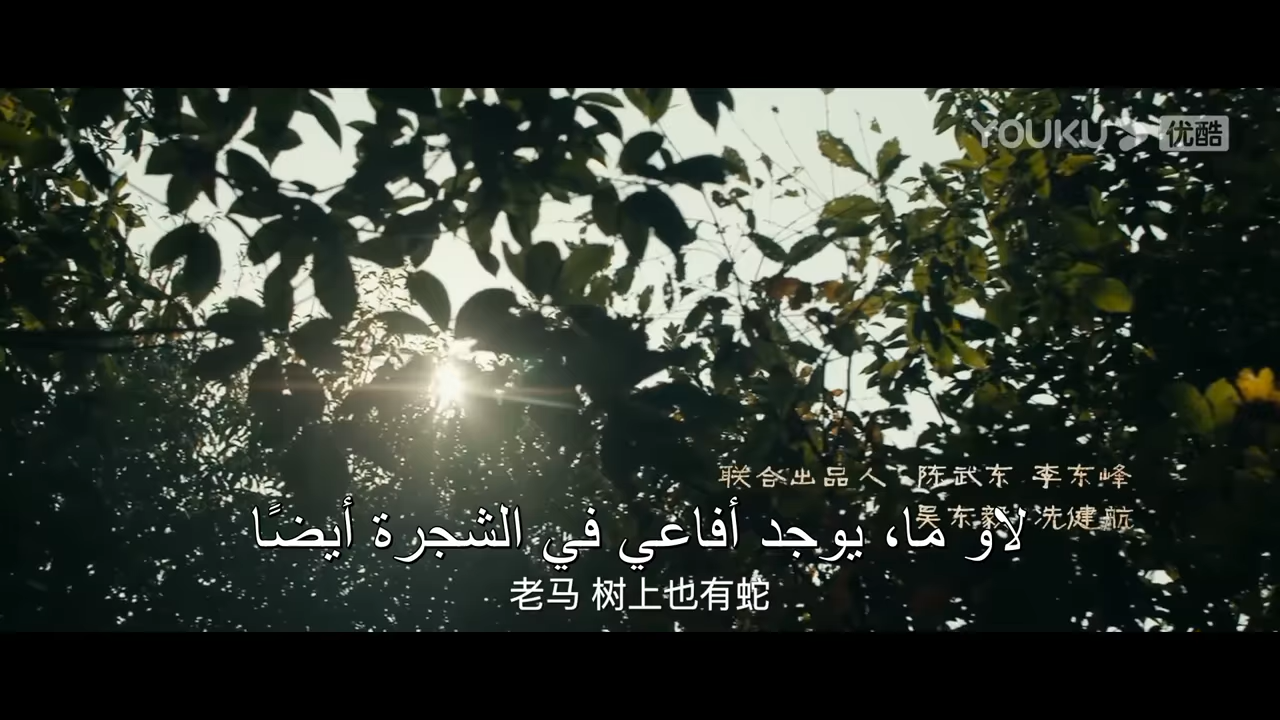 YOUKU 优酷
联合出品人 陈武东 李东峰
吴东毅 冼健航
لاو ما، يوجد أفاعي في الشجرة أيضًا
老马 树上也有蛇